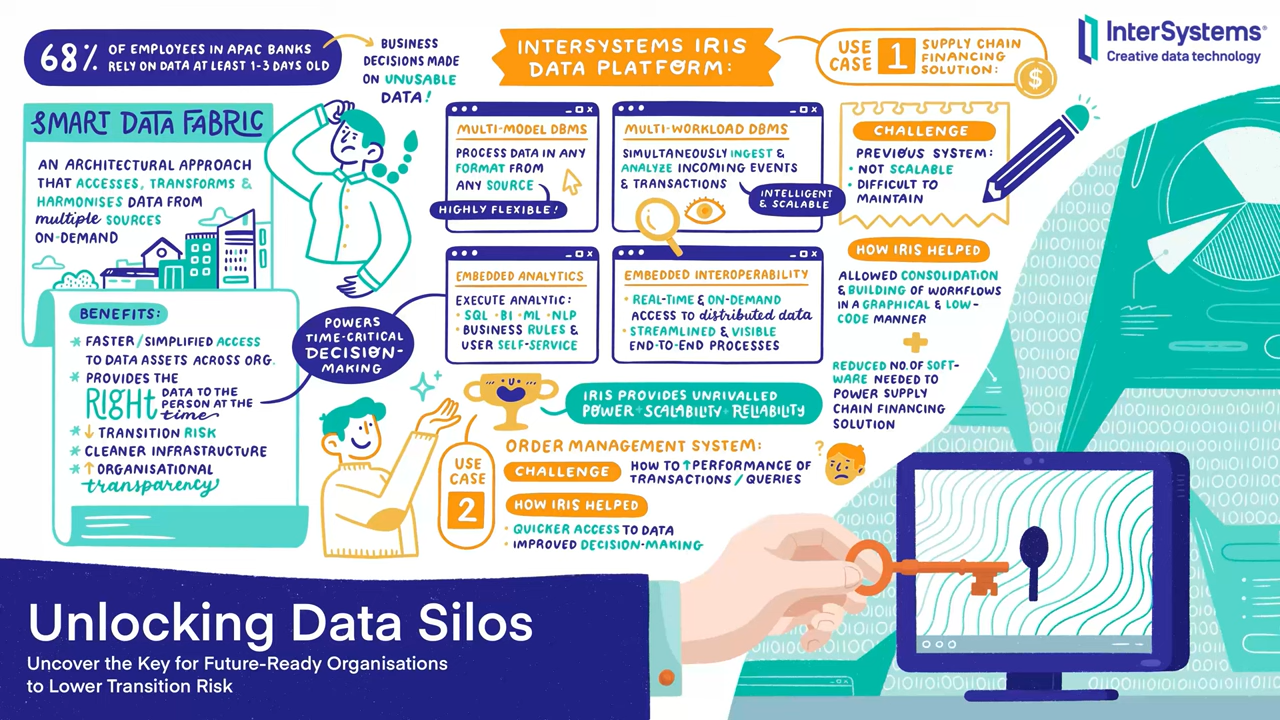 68% OF EMPLOYEES IN APAC BANKS
RELY ON DATA AT LEAST 1-3 DAYS OLD
BUSINESS
DECISIONS MADE
ON UNUSABLE
DATA!
SMART DATA FABRIC
AN ARCHITECTURAL APPROACH
THAT ACCESSES, TRANSFORMS &
HARMONISES DATA FROM
multiple SOURCES
ON-DEMAND
BENEFITS:
* FASTER/SIMPLIFIED ACCESS
TO DATA ASSETS ACROSS ORG.
* PROVIDES THE
RIGHT DATA TO THE
PERSON AT THE
time
* ↓ TRANSITION RISK
* CLEANER INFRASTRUCTURE
* ↑ ORGANISATIONAL
transparency
POWERS
TIME-CRITICAL
DECISION-
MAKING
INTERSYSTEMS IRIS
DATA PLATFORM:
MULTI-MODEL DBMS
PROCESS DATA IN ANY
FORMAT FROM
ANY SOURCE
HIGHLY FLEXIBLE!
MULTI-WORKLOAD DBMS
SIMULTANEOUSLY INGEST &
ANALYZE INCOMING EVENTS
& TRANSACTIONS
INTELLIGENT
& SCALABLE
EMBEDDED ANALYTICS
EXECUTE ANALYTIC:
• SQL • BI • ML • NLP
• BUSINESS RULES &
USER SELF-SERVICE
EMBEDDED INTEROPERABILITY
• REAL-TIME & ON-DEMAND
ACCESS TO distributed data
• STREAMLINED & VISIBLE
END-TO-END PROCESSES
IRIS PROVIDES UNRIVALLED
POWER + SCALABILITY + RELIABILITY
USE
CASE
1
SUPPLY CHAIN
FINANCING
SOLUTION:
$
CHALLENGE
PREVIOUS SYSTEM:
• NOT SCALABLE
• DIFFICULT TO
MAINTAIN
HOW IRIS HELPED
ALLOWED CONSOLIDATION
& BUILDING OF WORKFLOWS
IN A GRAPHICAL & LOW-
CODE MANNER
+
REDUCED NO. OF SOFT-
WARE NEEDED TO
POWER SUPPLY
CHAIN FINANCING
SOLUTION
USE
CASE
2
ORDER MANAGEMENT SYSTEM:
CHALLENGE
HOW TO ↑ PERFORMANCE OF
TRANSACTIONS / QUERIES
?
HOW IRIS HELPED
• QUICKER ACCESS TO DATA
• IMPROVED DECISION-MAKING
InterSystems®
Creative data technology
Unlocking Data Silos
Uncover the Key for Future-Ready Organisations
to Lower Transition Risk